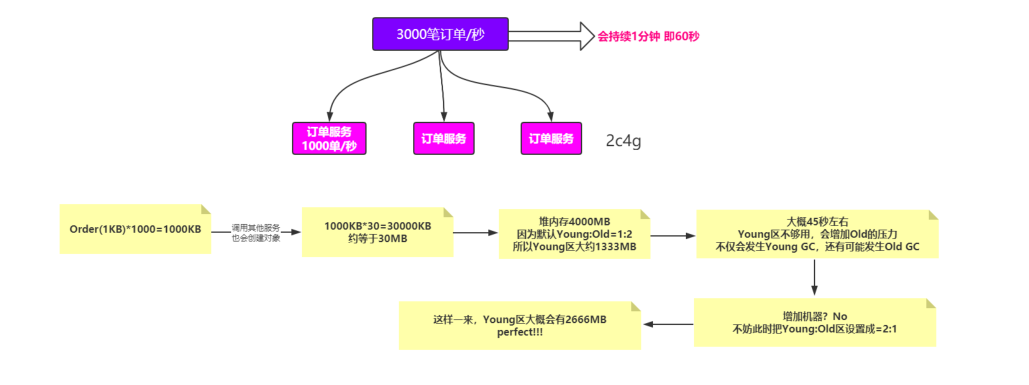 3000笔订单/秒
会持续1分钟 即60秒
订单服务
1000单/秒
订单服务
订单服务
2c4g
Order(1KB)*1000=1000KB
调用其他服务
也会创建对象
1000KB*30=30000KB
约等于30MB
堆内存4000MB
因为默认Young:Old=1:2
所以Young区大约1333MB
大概45秒左右
Young区不够用，会增加Old的压力
不仅会发生Young GC，还有可能发生Old GC
增加机器？No
不妨此时把Young:Old区设置成=2:1
这样一来，Young区大概会有2666MB
perfect!!!